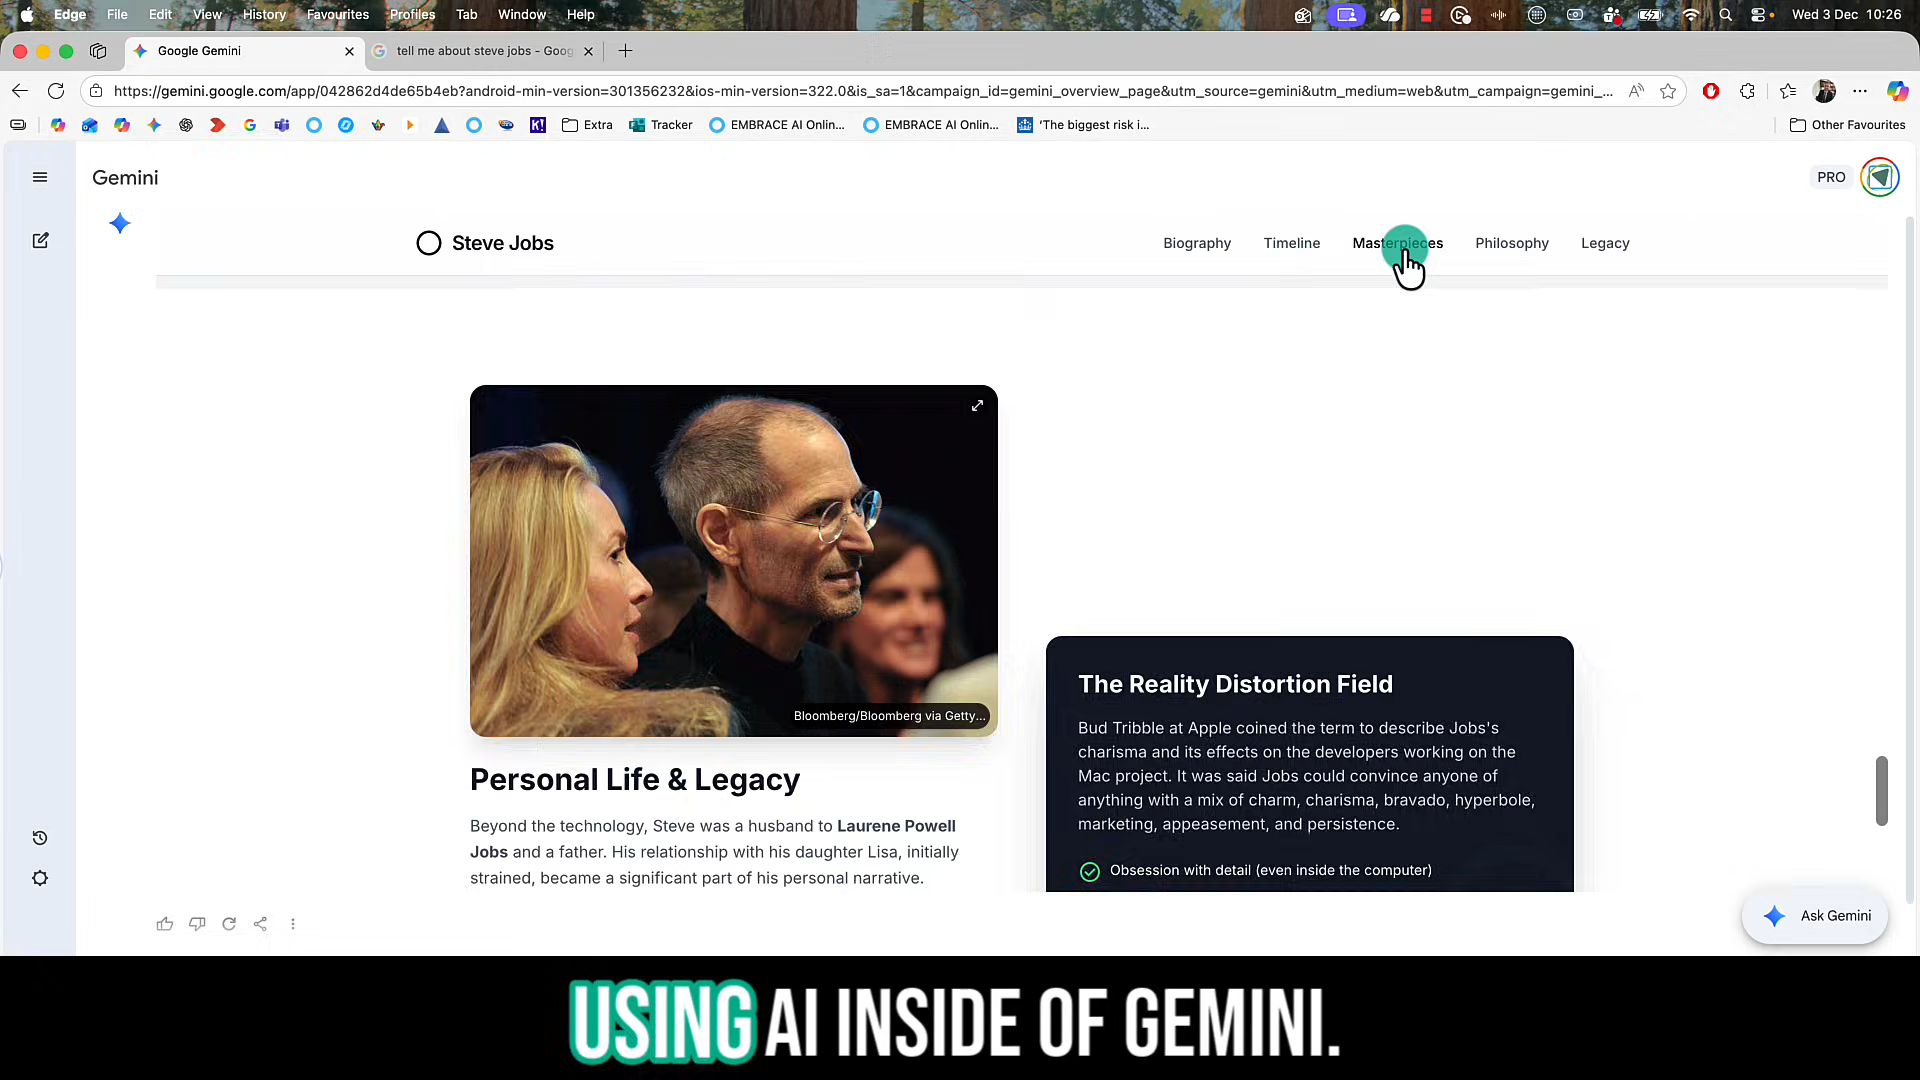 Edge File Edit View History Favourites Profiles Tab Window Help Wed 3 Dec 10:26
Google Gemini tell me about steve jobs - Goog
https://gemini.google.com/app/042862d4de65b4eb?android-min-version=301356232&ios-min-version=322.0&is_sa=1&campaign_id=gemini_overview_page&utm_source=gemini&utm_medium=web&utm_campaign=gemini_...
Extra Tracker EMBRACE AI Onlin... EMBRACE AI Onlin... 'The biggest risk i... Other Favourites
Gemini PRO
Steve Jobs Biography Timeline Masterpieces Philosophy Legacy
Bloomberg/Bloomberg via Getty...
Personal Life & Legacy
Beyond the technology, Steve was a husband to Laurene Powell
Jobs and a father. His relationship with his daughter Lisa, initially
strained, became a significant part of his personal narrative.
The Reality Distortion Field
Bud Tribble at Apple coined the term to describe Jobs's
charisma and its effects on the developers working on the
Mac project. It was said Jobs could convince anyone of
anything with a mix of charm, charisma, bravado, hyperbole,
marketing, appeasement, and persistence.
Obsession with detail (even inside the computer)
Ask Gemini
USING AI INSIDE OF GEMINI.